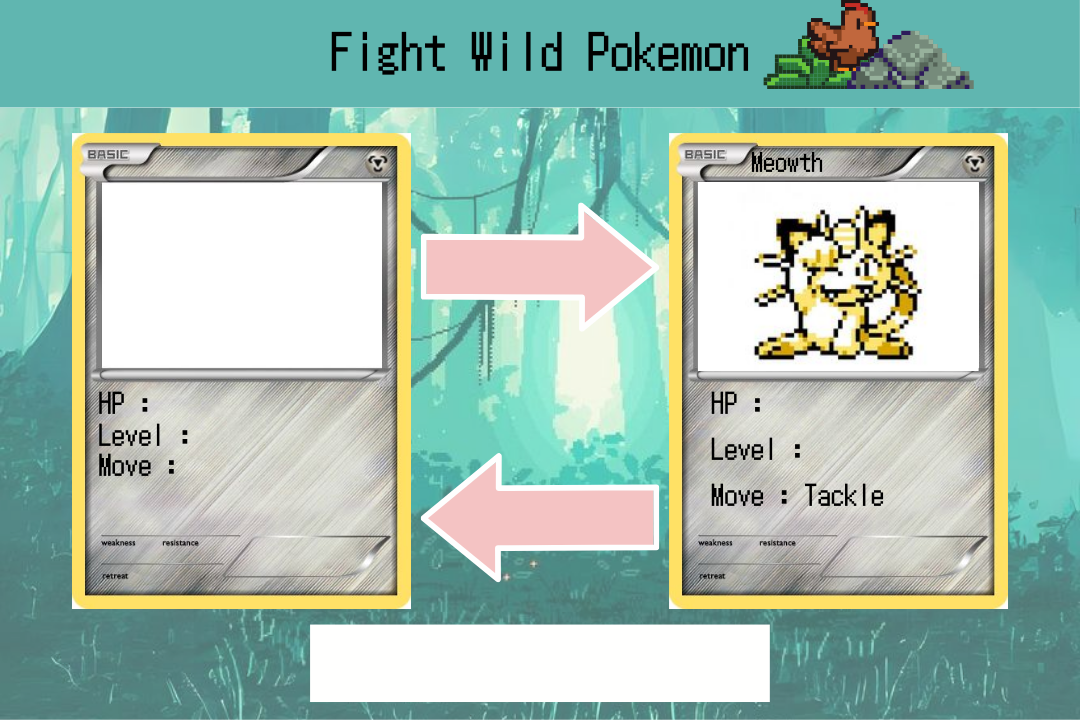 Fight Wild Pokemon
BASIC
HP :
Level :
Move :
weakness resistance
retreat
BASIC Meowth
HP :
Level :
Move : Tackle
weakness resistance
retreat